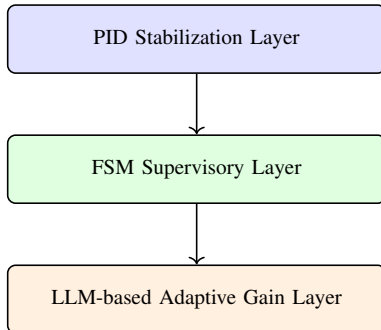 PID Stabilization Layer
FSM Supervisory Layer
LLM-based Adaptive Gain Layer